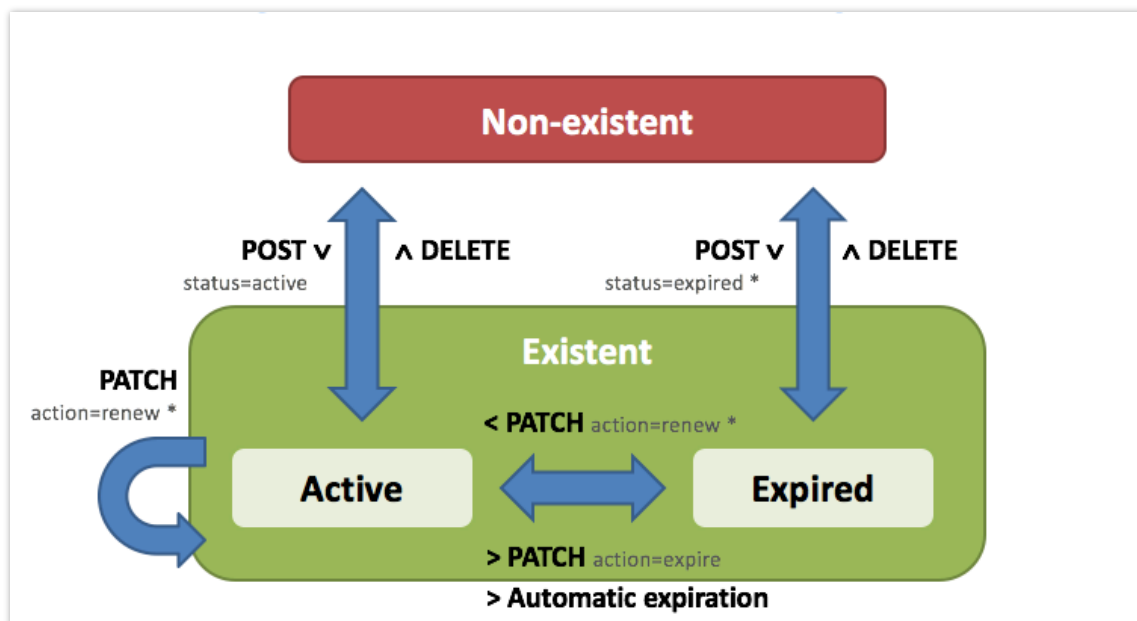 Non-existent
POST v
ʌ DELETE
status=active
POST v
ʌ DELETE
status=expired *
Existent
PATCH
action=renew *
< PATCH action=renew *
Active
Expired
> PATCH action=expire
> Automatic expiration